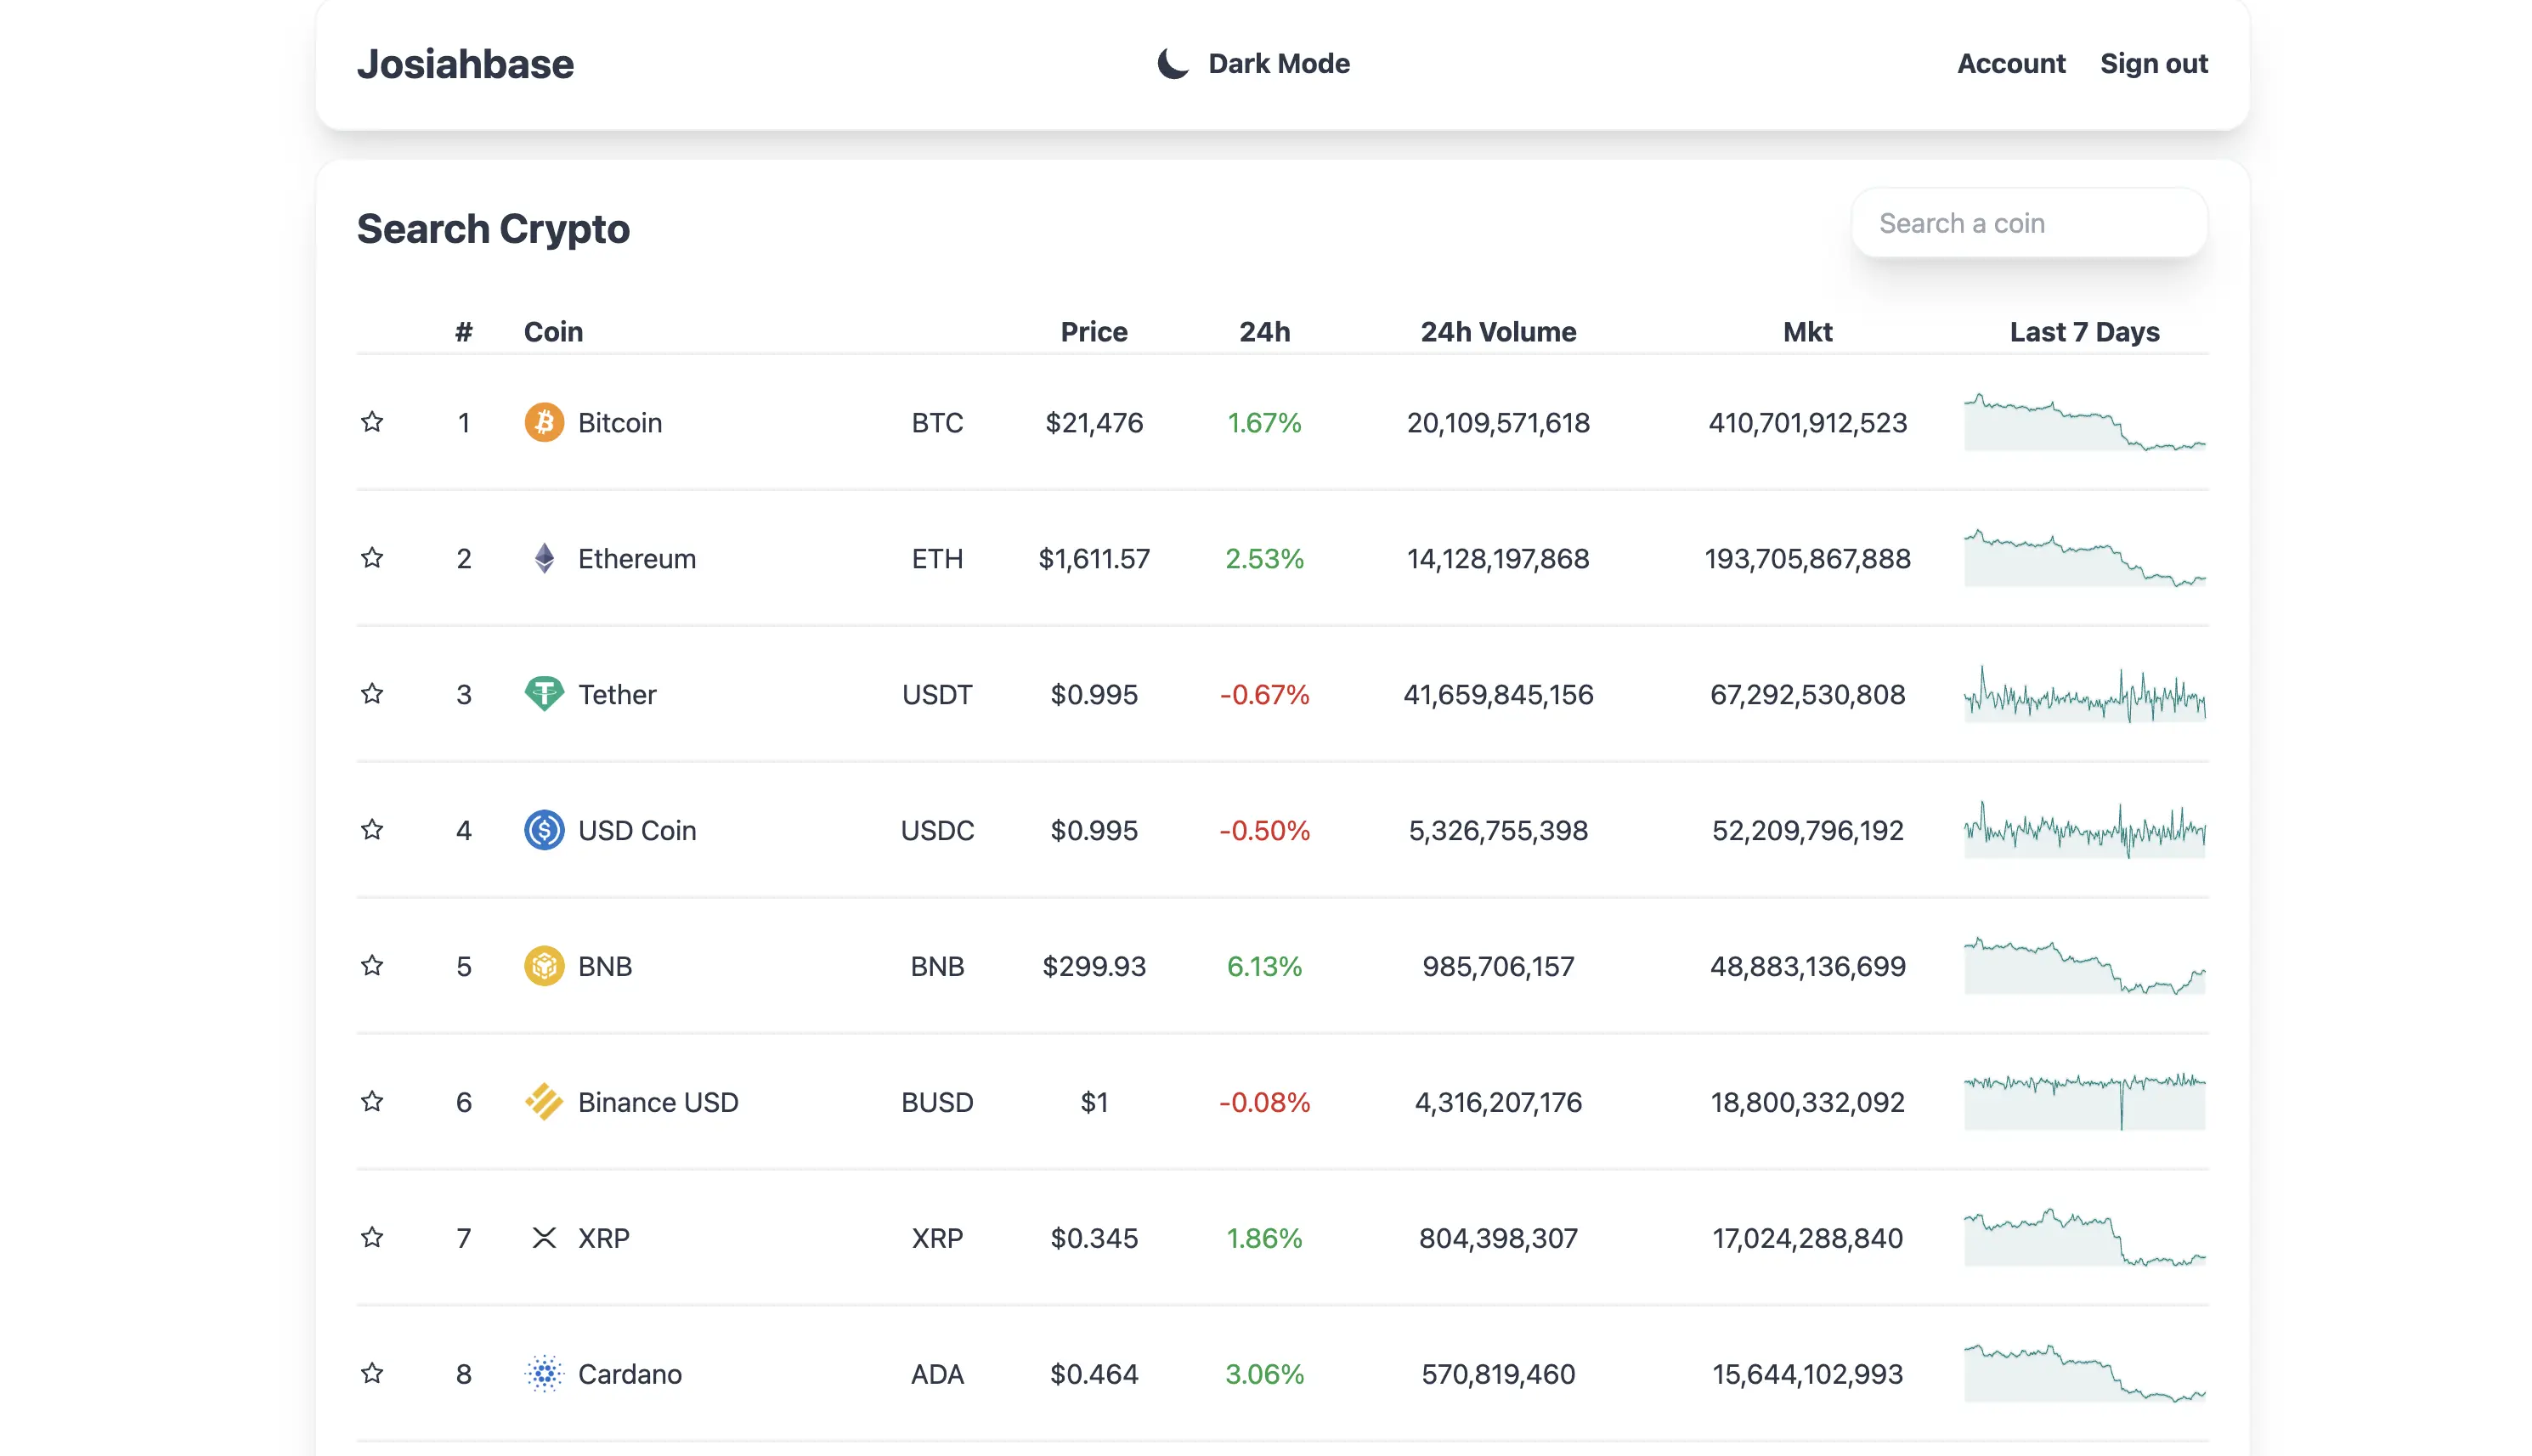 Josiahbase Dark Mode Account Sign out
Search Crypto Search a coin
# Coin Price 24h 24h Volume Mkt Last 7 Days
1 Bitcoin BTC $21,476 1.67% 20,109,571,618 410,701,912,523
2 Ethereum ETH $1,611.57 2.53% 14,128,197,868 193,705,867,888
3 Tether USDT $0.995 -0.67% 41,659,845,156 67,292,530,808
4 USD Coin USDC $0.995 -0.50% 5,326,755,398 52,209,796,192
5 BNB BNB $299.93 6.13% 985,706,157 48,883,136,699
6 Binance USD BUSD $1 -0.08% 4,316,207,176 18,800,332,092
7 XRP XRP $0.345 1.86% 804,398,307 17,024,288,840
8 Cardano ADA $0.464 3.06% 570,819,460 15,644,102,993